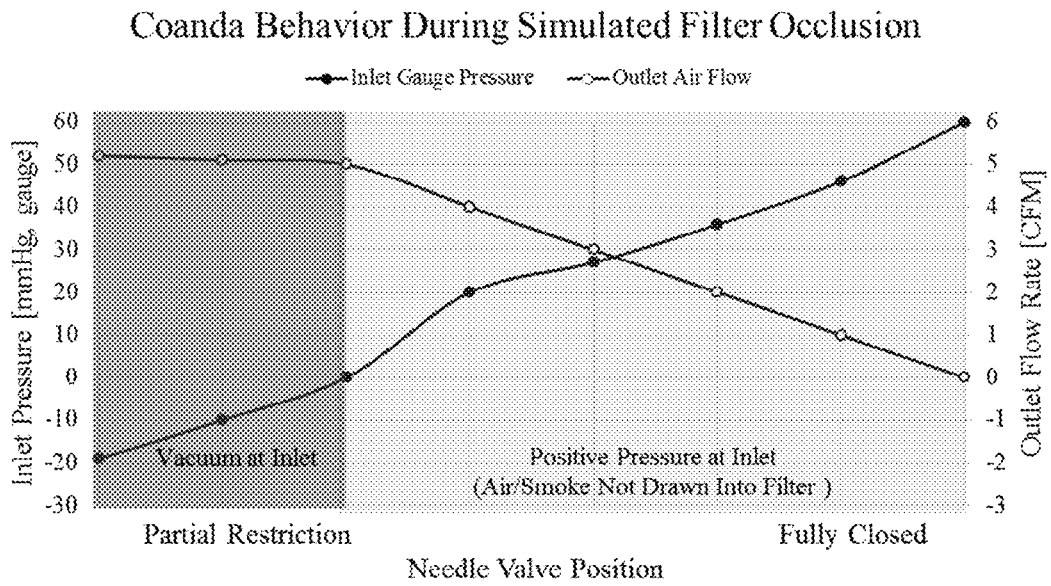 Coanda Behavior During Simulated Filter Occlusion
Inlet Gauge Pressure Outlet Air Flow
Inlet Pressure [mmHg, gauge]
60
50
40
30
20
10
0
-10
-20
-30
Vacuum at Inlet
Positive Pressure at Inlet
(Air/Smoke Not Drawn Into Filter )
6
5
4
3
2
1
0
-1
-2
-3
Outlet Flow Rate [CFM]
Partial Restriction Fully Closed
Needle Valve Position